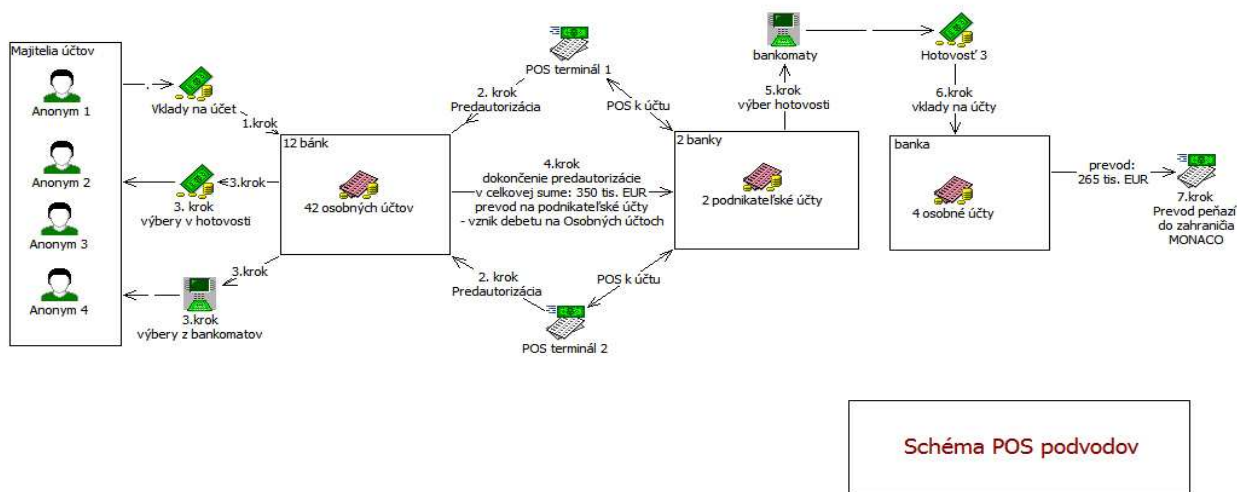 Majitelia účtov
Anonym 1
Anonym 2
Anonym 3
Anonym 4
Vklady na účet
1.krok
3.krok
3. krok
výbery v hotovosti
3.krok
3.krok
výbery z bankomatov
12 bánk
42 osobných účtov
POS terminál 1
2. krok
Predautorizácia
POS k účtu
4.krok
dokončenie predautorizácie
v celkovej sume: 350 tis. EUR
prevod na podnikateľské účty
- vznik debetu na Osobných účtoch
2. krok
Predautorizácia
POS k účtu
POS terminál 2
2 banky
2 podnikateľské účty
bankomaty
5.krok
výber hotovosti
Hotovosť 3
6.krok
vklady na účty
banka
4 osobné účty
prevod:
265 tis. EUR
7.krok
Prevod peňazí
do zahraničia
MONACO
Schéma POS podvodov